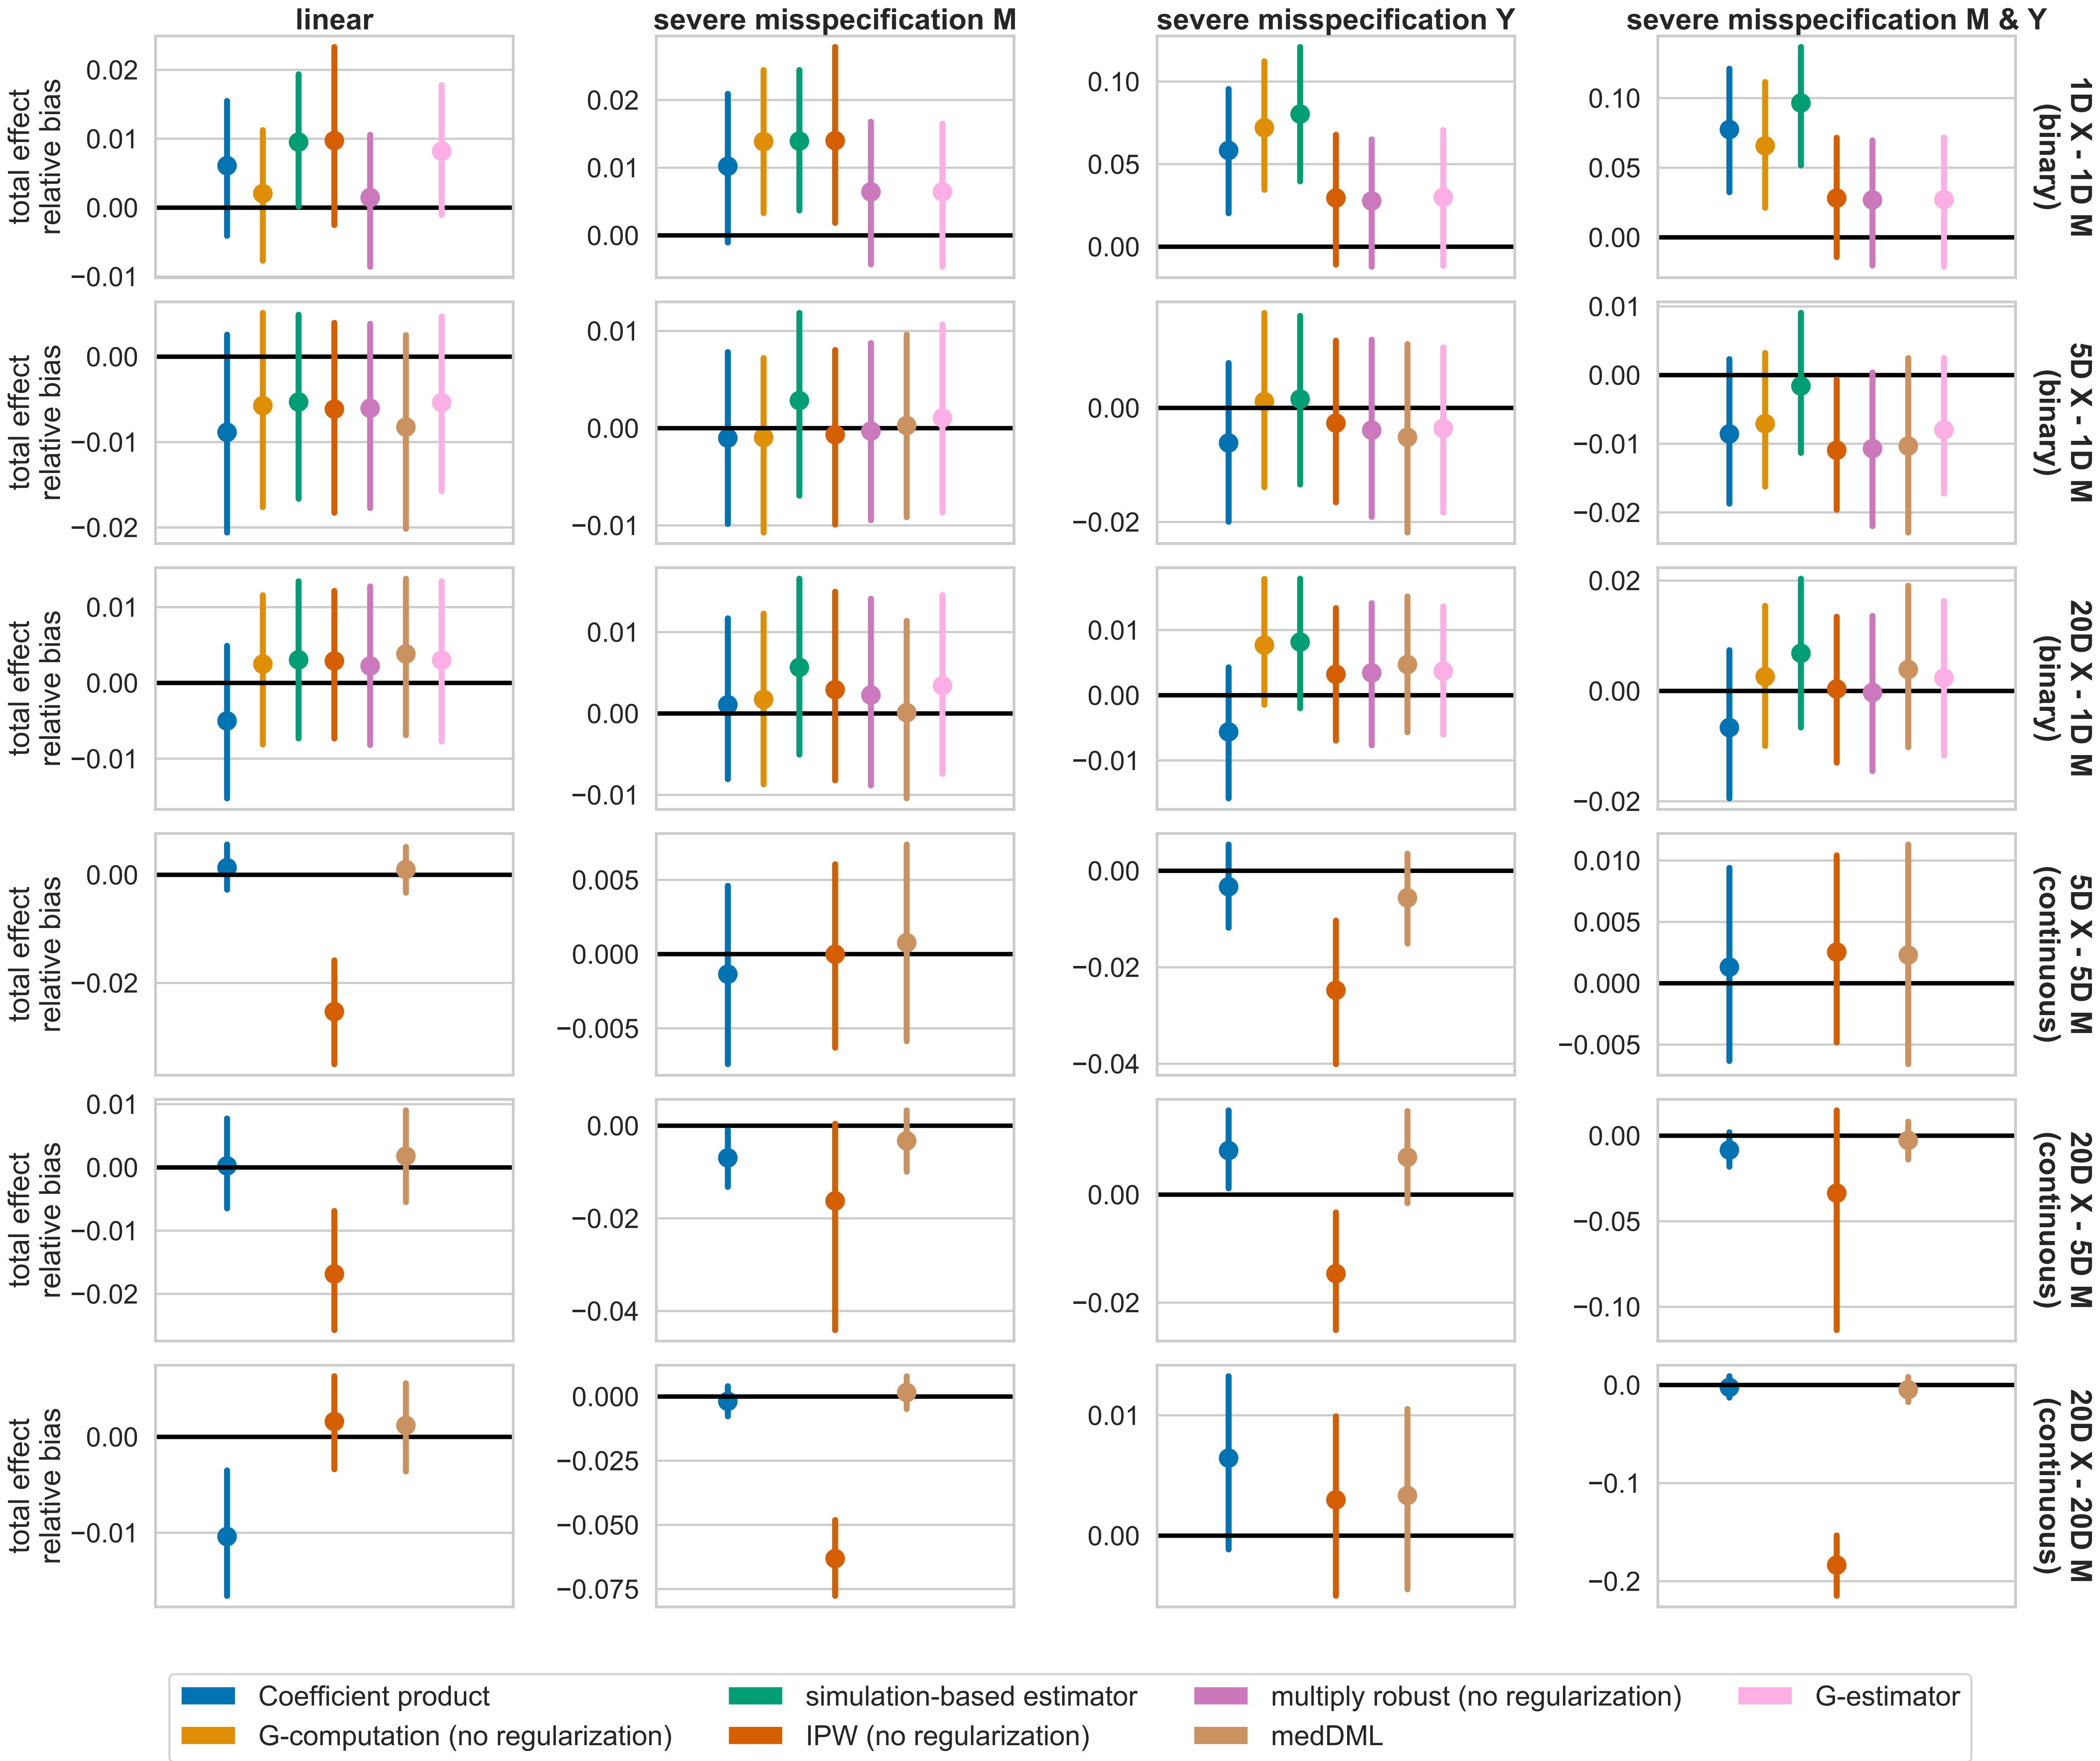 linear
severe misspecification M
severe misspecification Y
severe misspecification M & Y
total effect
relative bias
0.02
0.01
0.00
−0.01
0.02
0.01
0.00
0.10
0.05
0.00
0.10
0.05
0.00
1D X - 1D M
(binary)
total effect
relative bias
0.00
−0.01
−0.02
0.01
0.00
−0.01
0.00
−0.02
0.01
0.00
−0.01
−0.02
5D X - 1D M
(binary)
total effect
relative bias
0.01
0.00
−0.01
0.01
0.00
−0.01
0.01
0.00
−0.01
0.02
0.00
−0.02
20D X - 1D M
(binary)
total effect
relative bias
0.00
−0.02
0.005
0.000
−0.005
0.00
−0.02
−0.04
0.010
0.005
0.000
−0.005
5D X - 5D M
(continuous)
total effect
relative bias
0.01
0.00
−0.01
−0.02
0.00
−0.02
−0.04
0.00
−0.02
0.00
−0.05
−0.10
20D X - 5D M
(continuous)
total effect
relative bias
0.00
−0.01
0.000
−0.025
−0.050
−0.075
0.01
0.00
0.0
−0.1
−0.2
20D X - 20D M
(continuous)
Coefficient product
G-computation (no regularization)
simulation-based estimator
IPW (no regularization)
multiply robust (no regularization)
medDML
G-estimator